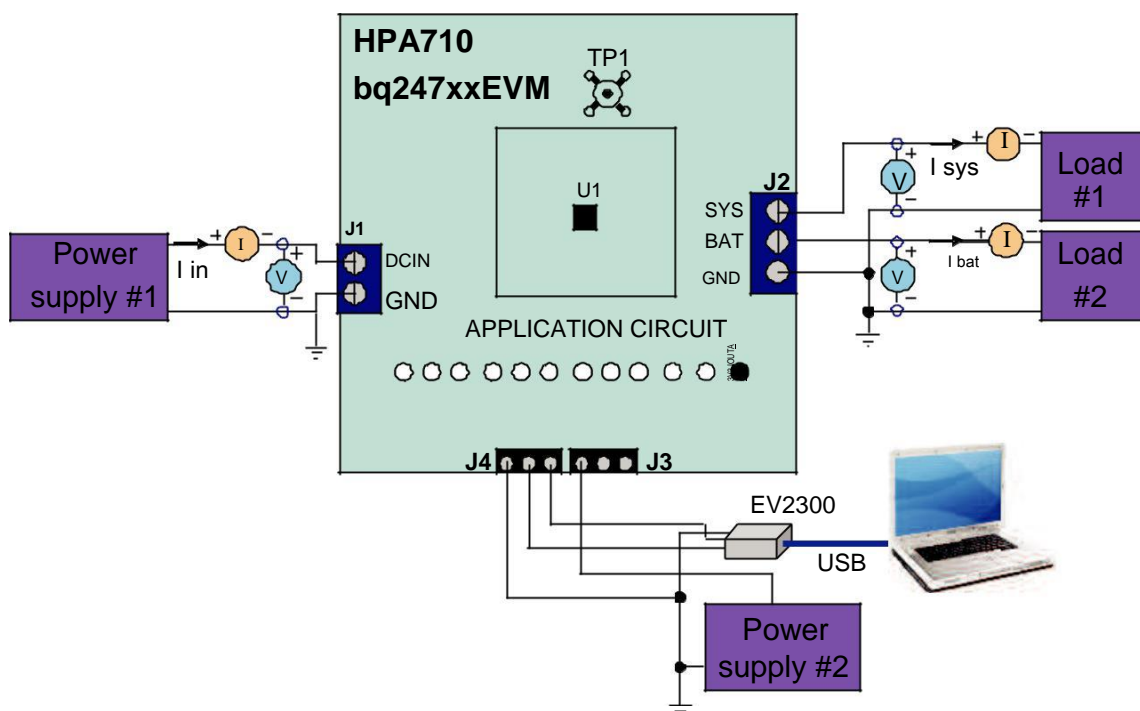 HPA710
bq247xxEVM
TP1
U1
J1
DCIN
GND
J2
SYS
BAT
GND
APPLICATION CIRCUIT
J4
J3
Power
supply #1
I in
+
I
-
+
V
-
I sys
+
I
-
+
V
-
Load
#1
I bat
+
I
-
+
V
-
Load
#2
EV2300
USB
Power
supply #2